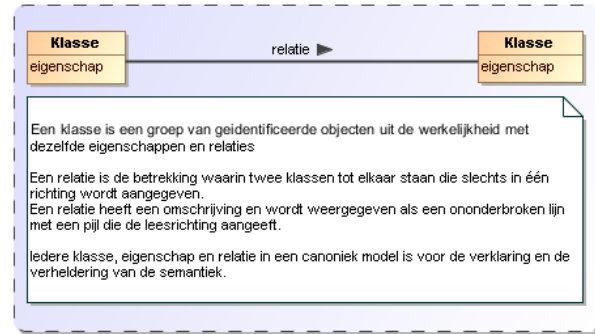 Klasse
eigenschap
relatie
Klasse
eigenschap
Een klasse is een groep van geidentificeerde objecten uit de werkelijkheid met
dezelfde eigenschappen en relaties
Een relatie is de betrekking waarin twee klassen tot elkaar staan die slechts in één
richting wordt aangegeven.
Een relatie heeft een omschrijving en wordt weergegeven als een ononderbroken lijn
met een pijl die de leesrichting aangeeft.
Iedere klasse, eigenschap en relatie in een canoniek model is voor de verklaring en de
verheldering van de semantiek.